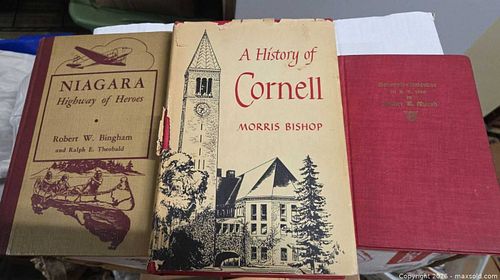 NIAGARA
Highway of Heroes
Robert W. Bingham
and Ralph E. Theobald
A History of
Cornell
MORRIS BISHOP
Copyright 2026 - maxsold.com